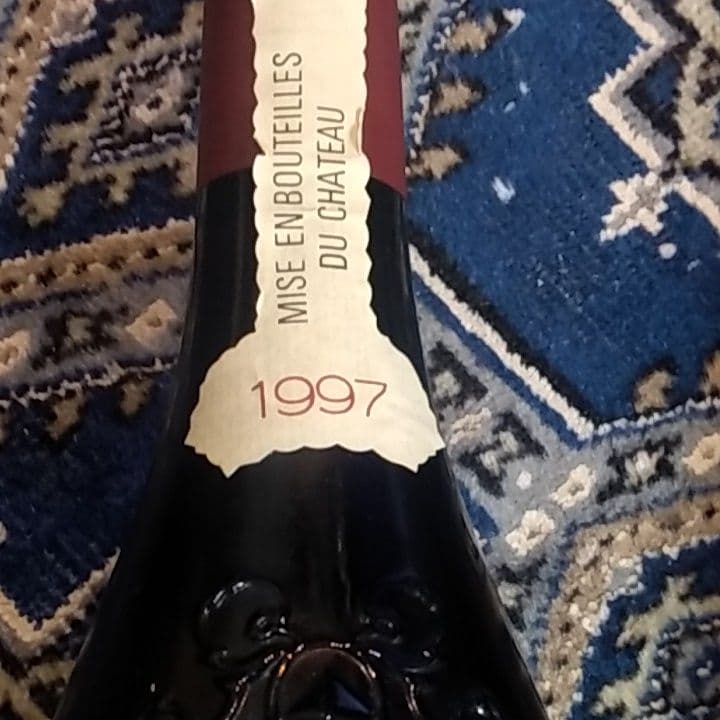 MISE EN BOUTEILLES
DU CHATEAU
1997